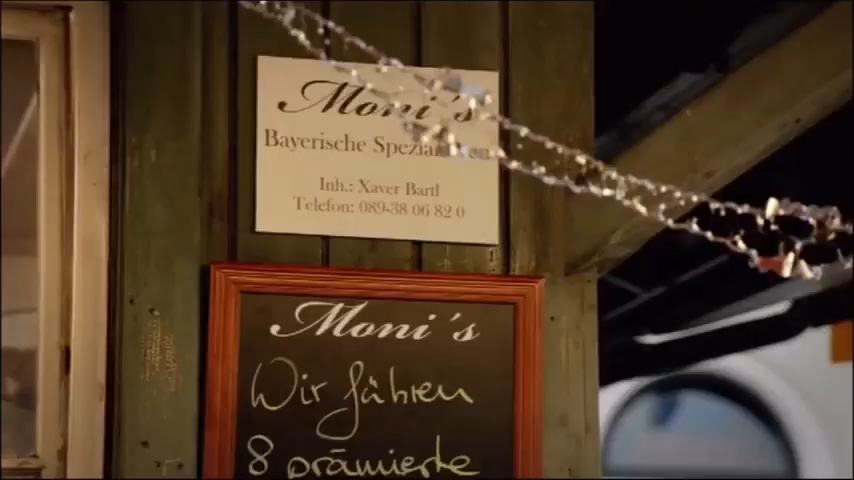 Moni's
Bayerische
Inh.: Xaver Bartl
Telefon: 089-38 06 82 0
Moni's
Wir führen
8 prämierte